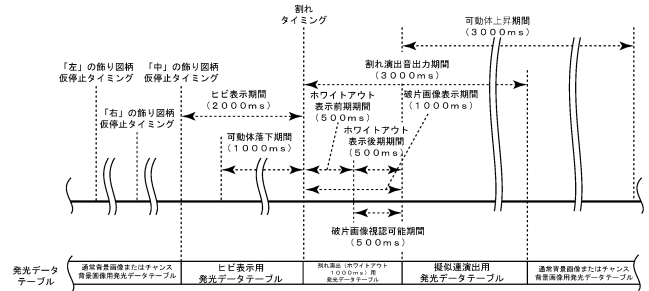 割れ
タイミング
可動体上昇期間
（３０００ｍｓ）
「左」の飾り図柄
仮停止タイミング
「中」の飾り図柄
仮停止タイミング
割れ演出音出力期間
（３０００ｍｓ）
「右」の飾り図柄
仮停止タイミング
ヒビ表示期間
（２０００ｍｓ）
ホワイトアウト
表示前期期間
（５００ｍｓ）
破片画像表示期間
（１０００ｍｓ）
可動体落下期間
（１０００ｍｓ）
ホワイトアウト
表示後期期間
（５００ｍｓ）
破片画像視認可能期間
（５００ｍｓ）
発光データ
テーブル
通常背景画像またはチャンス
背景画像用発光データテーブル
ヒビ表示用
発光データテーブル
割れ演出（ホワイトアウト
１０００ｍｓ）用
発光データテーブル
擬似連演出用
発光データテーブル
通常背景画像またはチャンス
背景画像用発光データテーブル